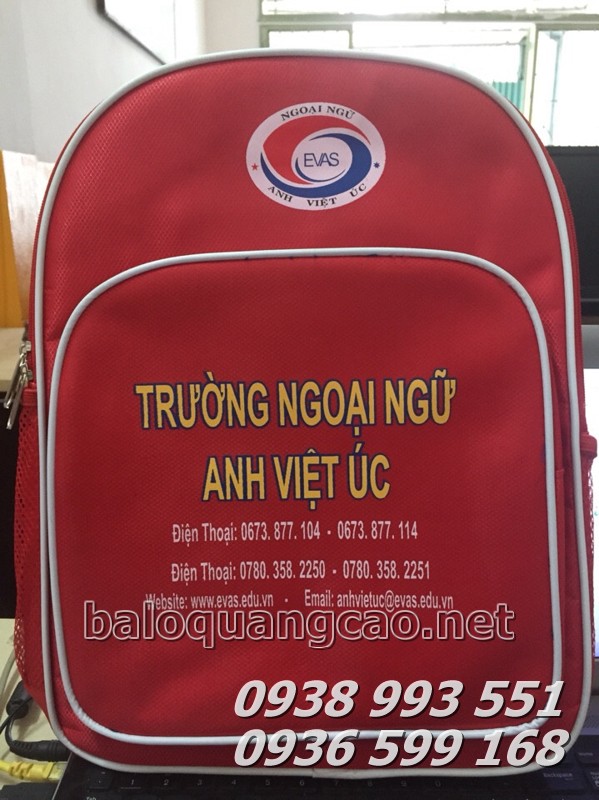 NGOẠI NGỮ
EVAS
ANH VIỆT ÚC
TRƯỜNG NGOẠI NGỮ
ANH VIỆT ÚC
Điện Thoại: 0673. 877. 104 - 0673. 877. 114
Điện Thoại: 0780. 358. 2250 - 0780. 358. 2251
Website: www.evas.edu.vn - Email: anhvietuc@evas.edu.vn
baloquangcao.net
0938 993 551
0936 599 168